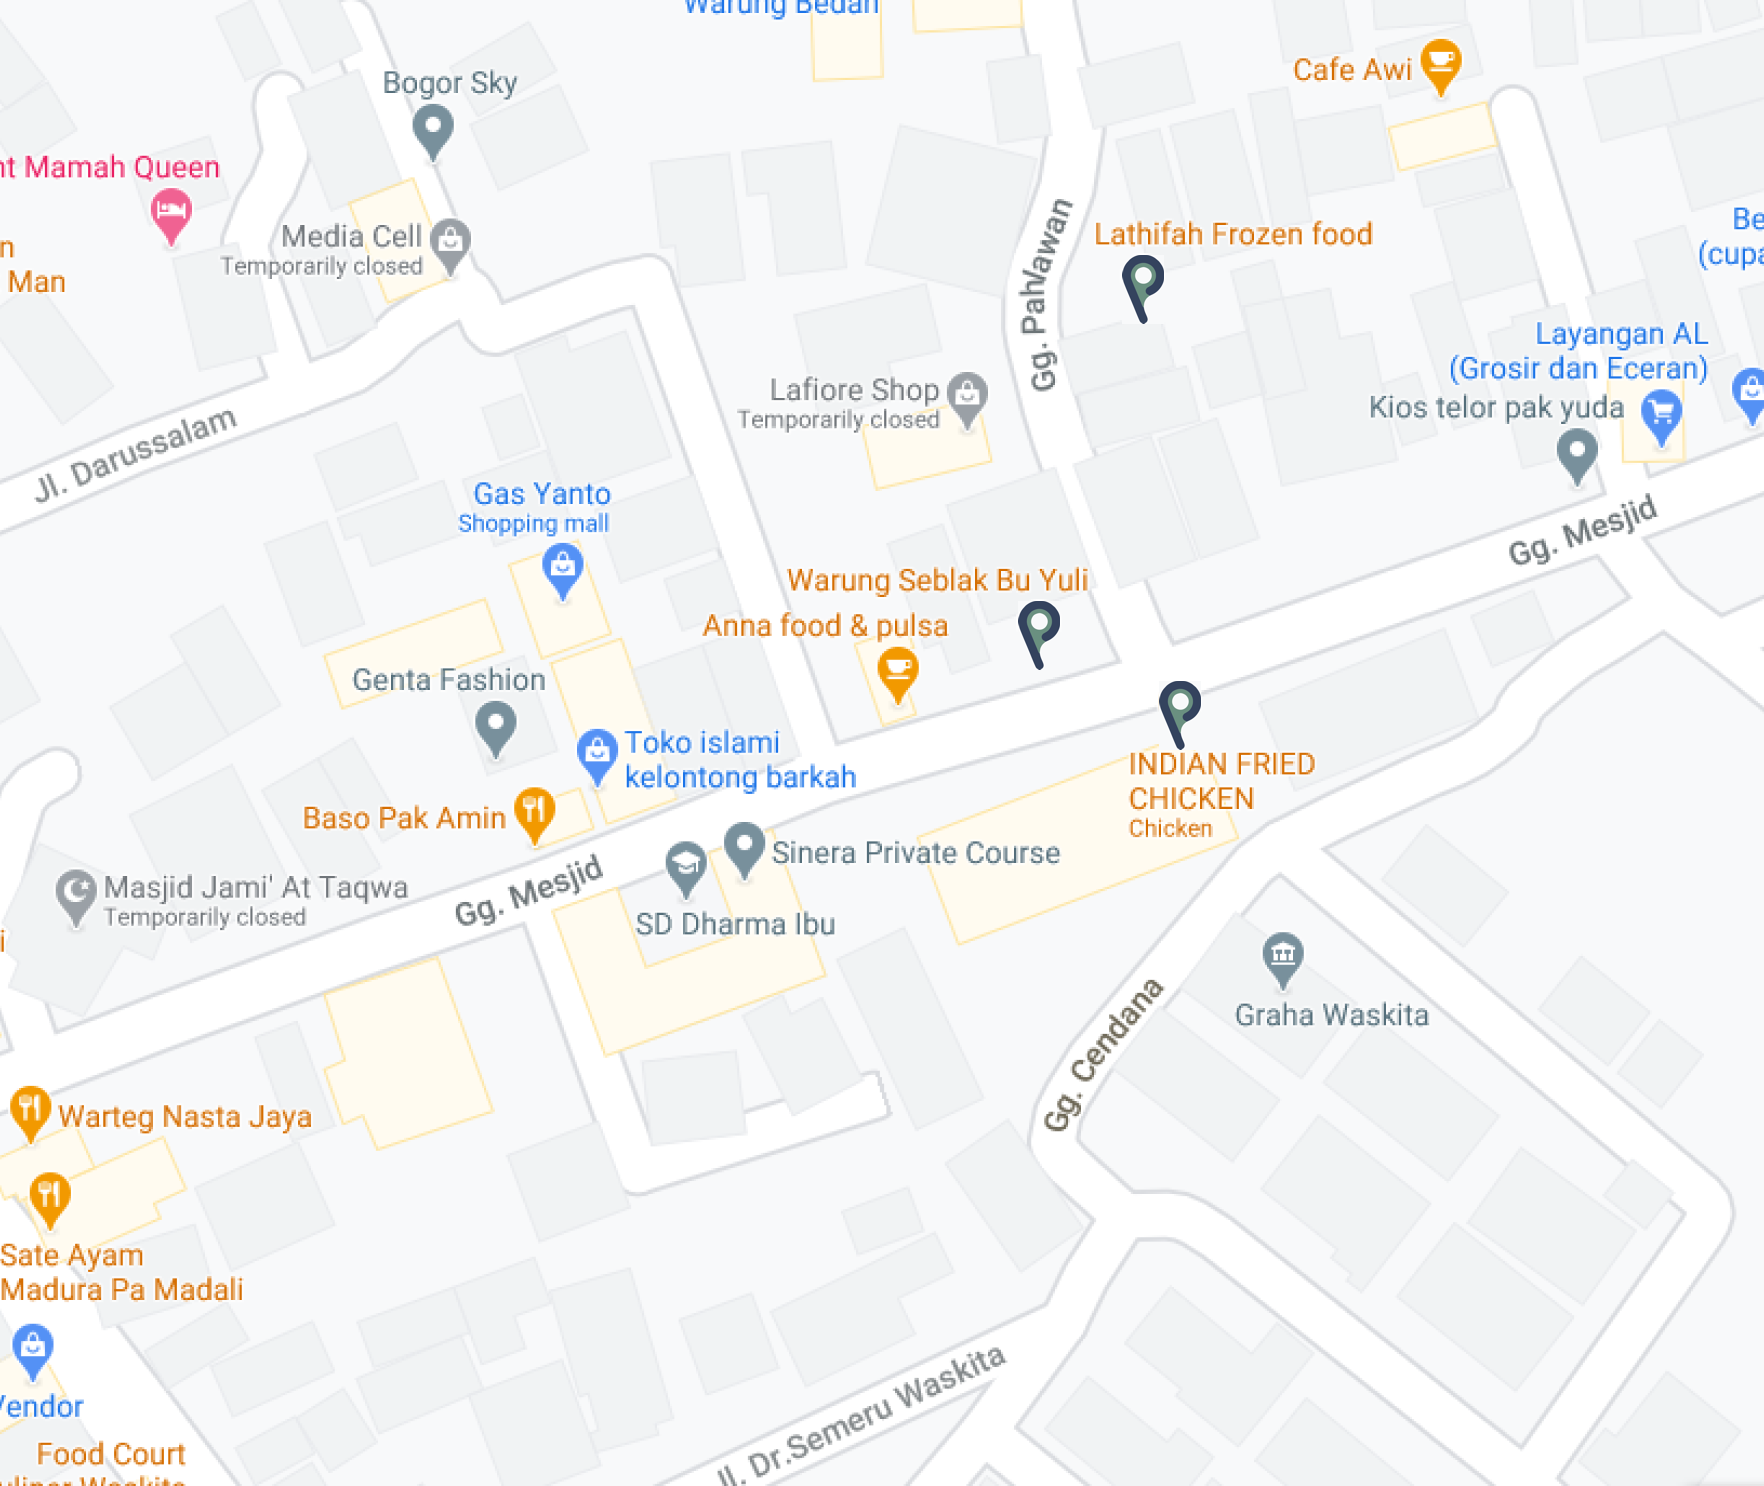 Warung Bedah
Cafe Awi
Bogor Sky
nt Mamah Queen
Media Cell
Temporarily closed
n
Man
Gg. Pahlawan
Lathifah Frozen food
Be
(cupa
Layangan AL
(Grosir dan Eceran)
Kios telor pak yuda
Lafiore Shop
Temporarily closed
Jl. Darussalam
Gas Yanto
Shopping mall
Gg. Mesjid
Warung Seblak Bu Yuli
Anna food & pulsa
Genta Fashion
Toko islami
kelontong barkah
INDIAN FRIED
CHICKEN
Chicken
Baso Pak Amin
Sinera Private Course
Masjid Jami' At Taqwa
Temporarily closed
Gg. Mesjid
SD Dharma Ibu
i
Graha Waskita
Gg. Cendana
Warteg Nasta Jaya
Sate Ayam
Madura Pa Madali
Vendor
Jl. Dr.Semeru Waskita
Food Court